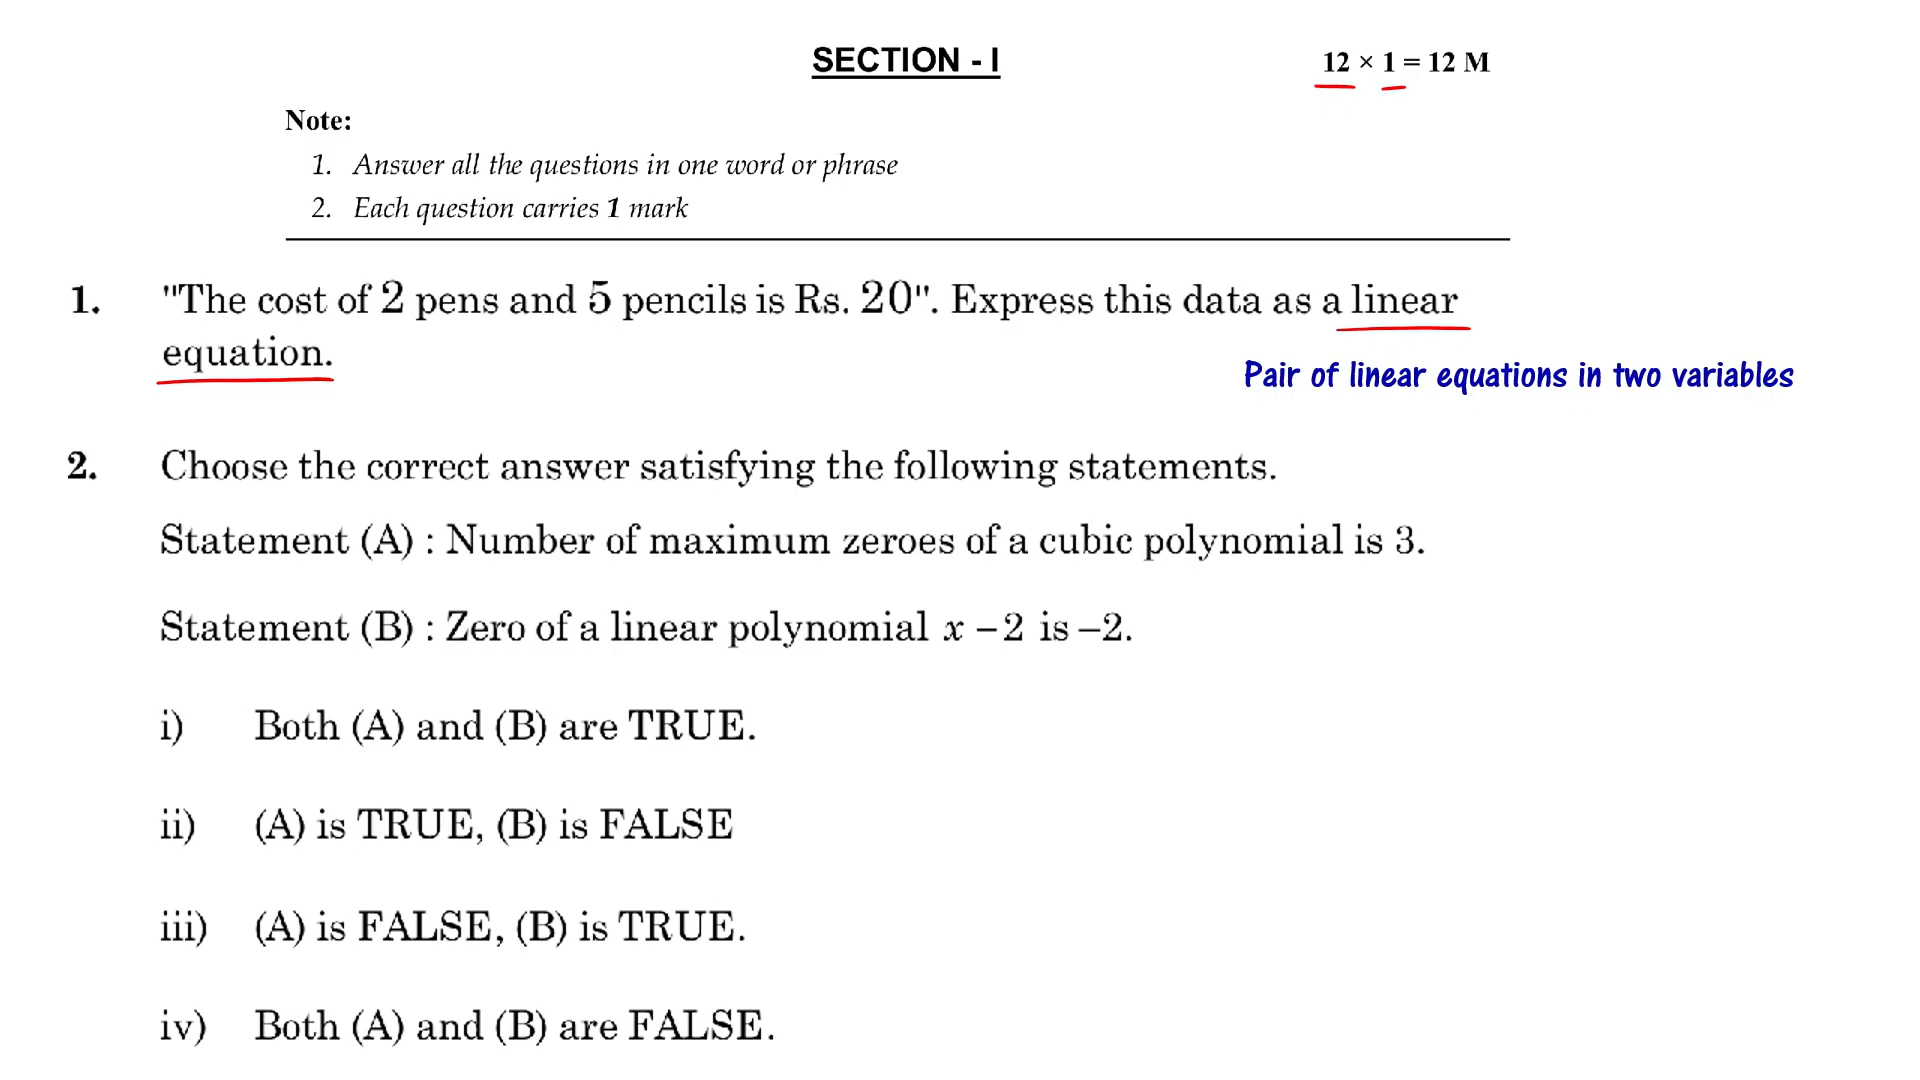 SECTION - I
12 × 1 = 12 M
Note:
1. Answer all the questions in one word or phrase
2. Each question carries 1 mark
1. "The cost of 2 pens and 5 pencils is Rs. 20". Express this data as a linear
equation.
Pair of linear equations in two variables
2. Choose the correct answer satisfying the following statements.
Statement (A) : Number of maximum zeroes of a cubic polynomial is 3.
Statement (B) : Zero of a linear polynomial x – 2 is –2.
i) Both (A) and (B) are TRUE.
ii) (A) is TRUE, (B) is FALSE
iii) (A) is FALSE, (B) is TRUE.
iv) Both (A) and (B) are FALSE.